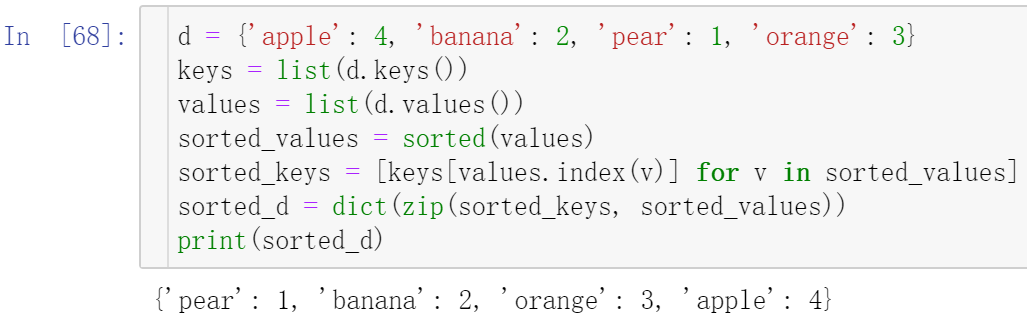 In [68]: d = {'apple': 4, 'banana': 2, 'pear': 1, 'orange': 3}
keys = list(d.keys())
values = list(d.values())
sorted_values = sorted(values)
sorted_keys = [keys[values.index(v)] for v in sorted_values]
sorted_d = dict(zip(sorted_keys, sorted_values))
print(sorted_d)
{'pear': 1, 'banana': 2, 'orange': 3, 'apple': 4}